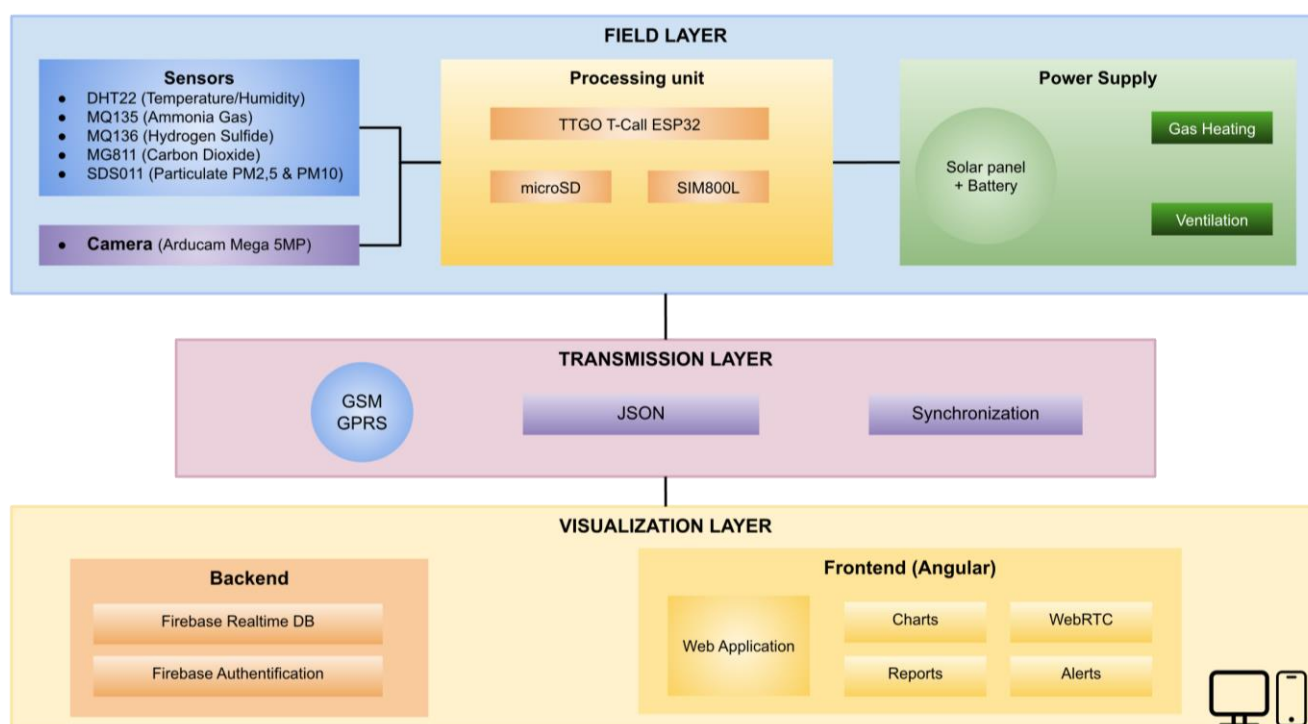 FIELD LAYER
Sensors
● DHT22 (Temperature/Humidity)
● MQ135 (Ammonia Gas)
● MQ136 (Hydrogen Sulfide)
● MG811 (Carbon Dioxide)
● SDS011 (Particulate PM2,5 & PM10)
● Camera (Arducam Mega 5MP)
Processing unit
TTGO T-Call ESP32
microSD
SIM800L
Power Supply
Solar panel
+ Battery
Gas Heating
Ventilation
TRANSMISSION LAYER
GSM
GPRS
JSON
Synchronization
VISUALIZATION LAYER
Backend
Firebase Realtime DB
Firebase Authentification
Frontend (Angular)
Web Application
Charts
WebRTC
Reports
Alerts